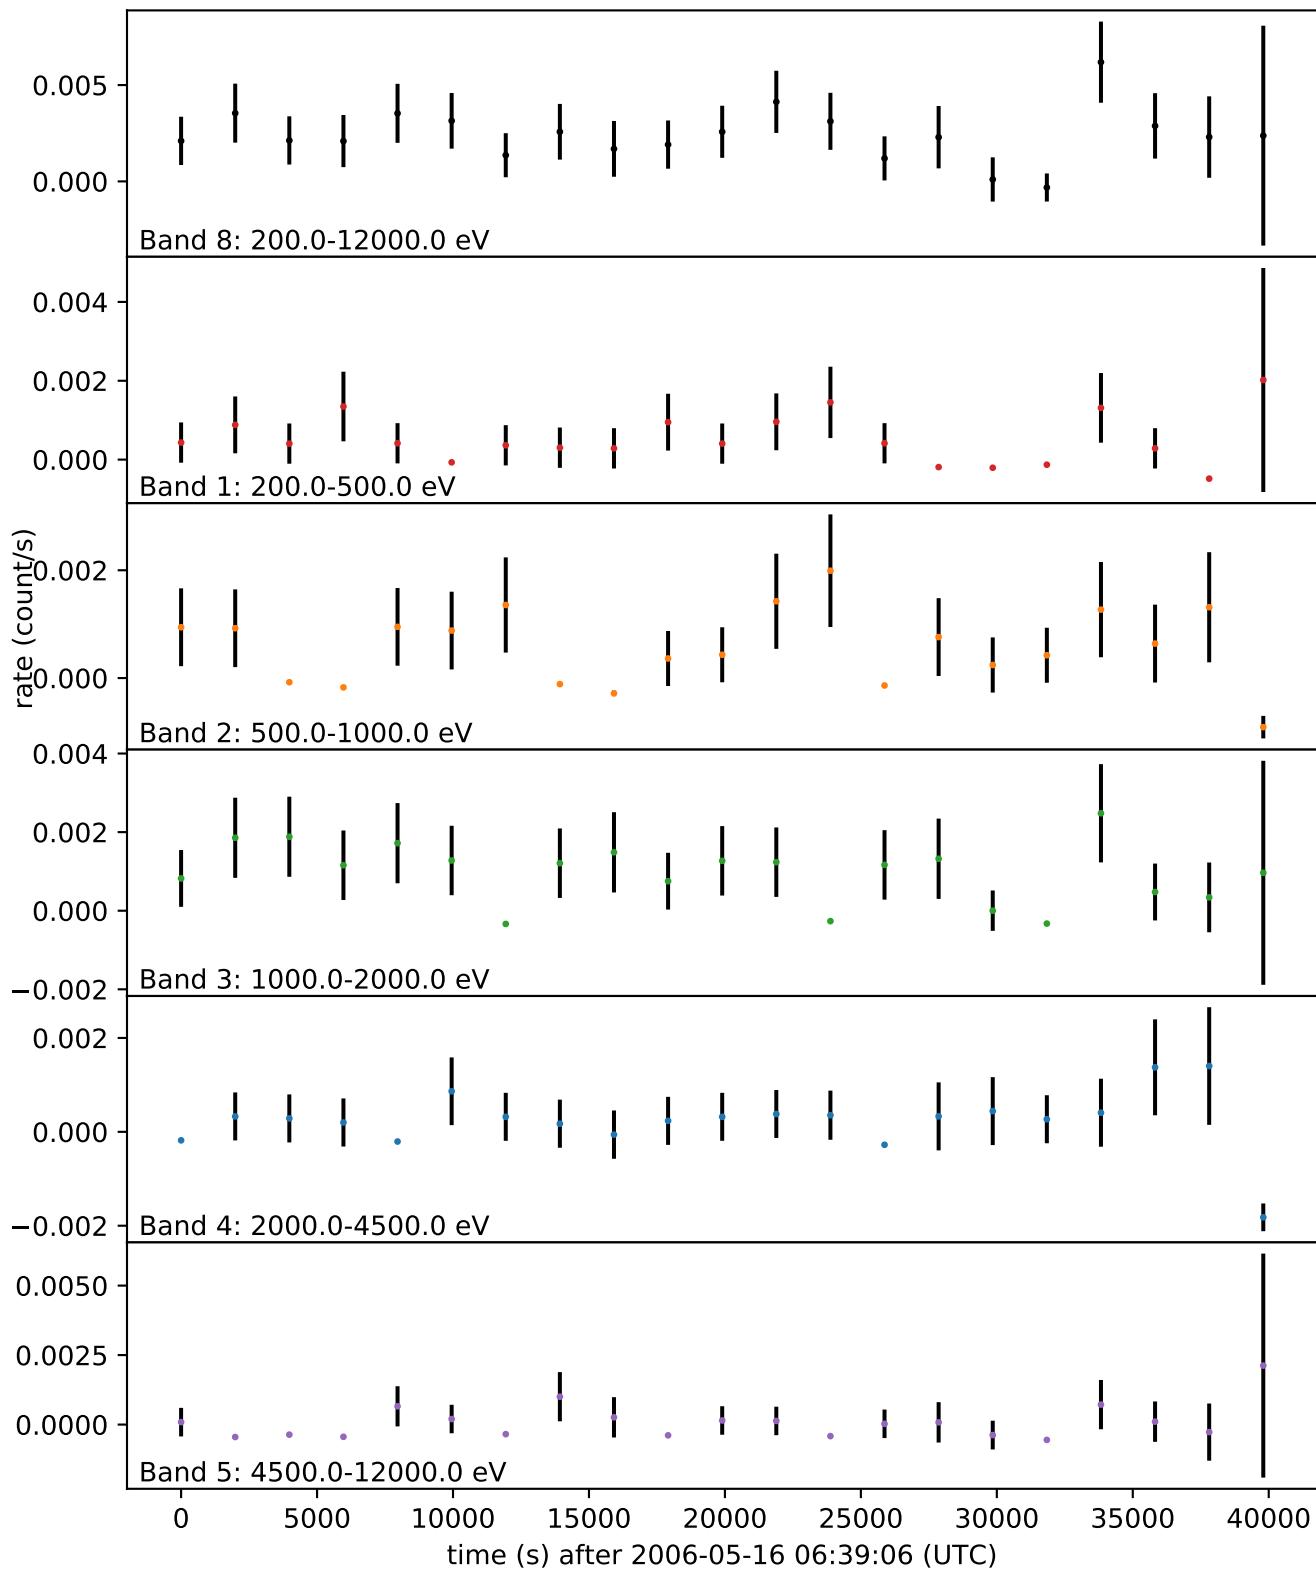 0.005
0.000
Band 8: 200.0-12000.0 eV
0.004
0.002
0.000
Band 1: 200.0-500.0 eV
rate (count/s)
0.002
0.000
Band 2: 500.0-1000.0 eV
0.004
0.002
0.000
−0.002
Band 3: 1000.0-2000.0 eV
0.002
0.000
−0.002
Band 4: 2000.0-4500.0 eV
0.0050
0.0025
0.0000
Band 5: 4500.0-12000.0 eV
0 5000 10000 15000 20000 25000 30000 35000 40000
time (s) after 2006-05-16 06:39:06 (UTC)